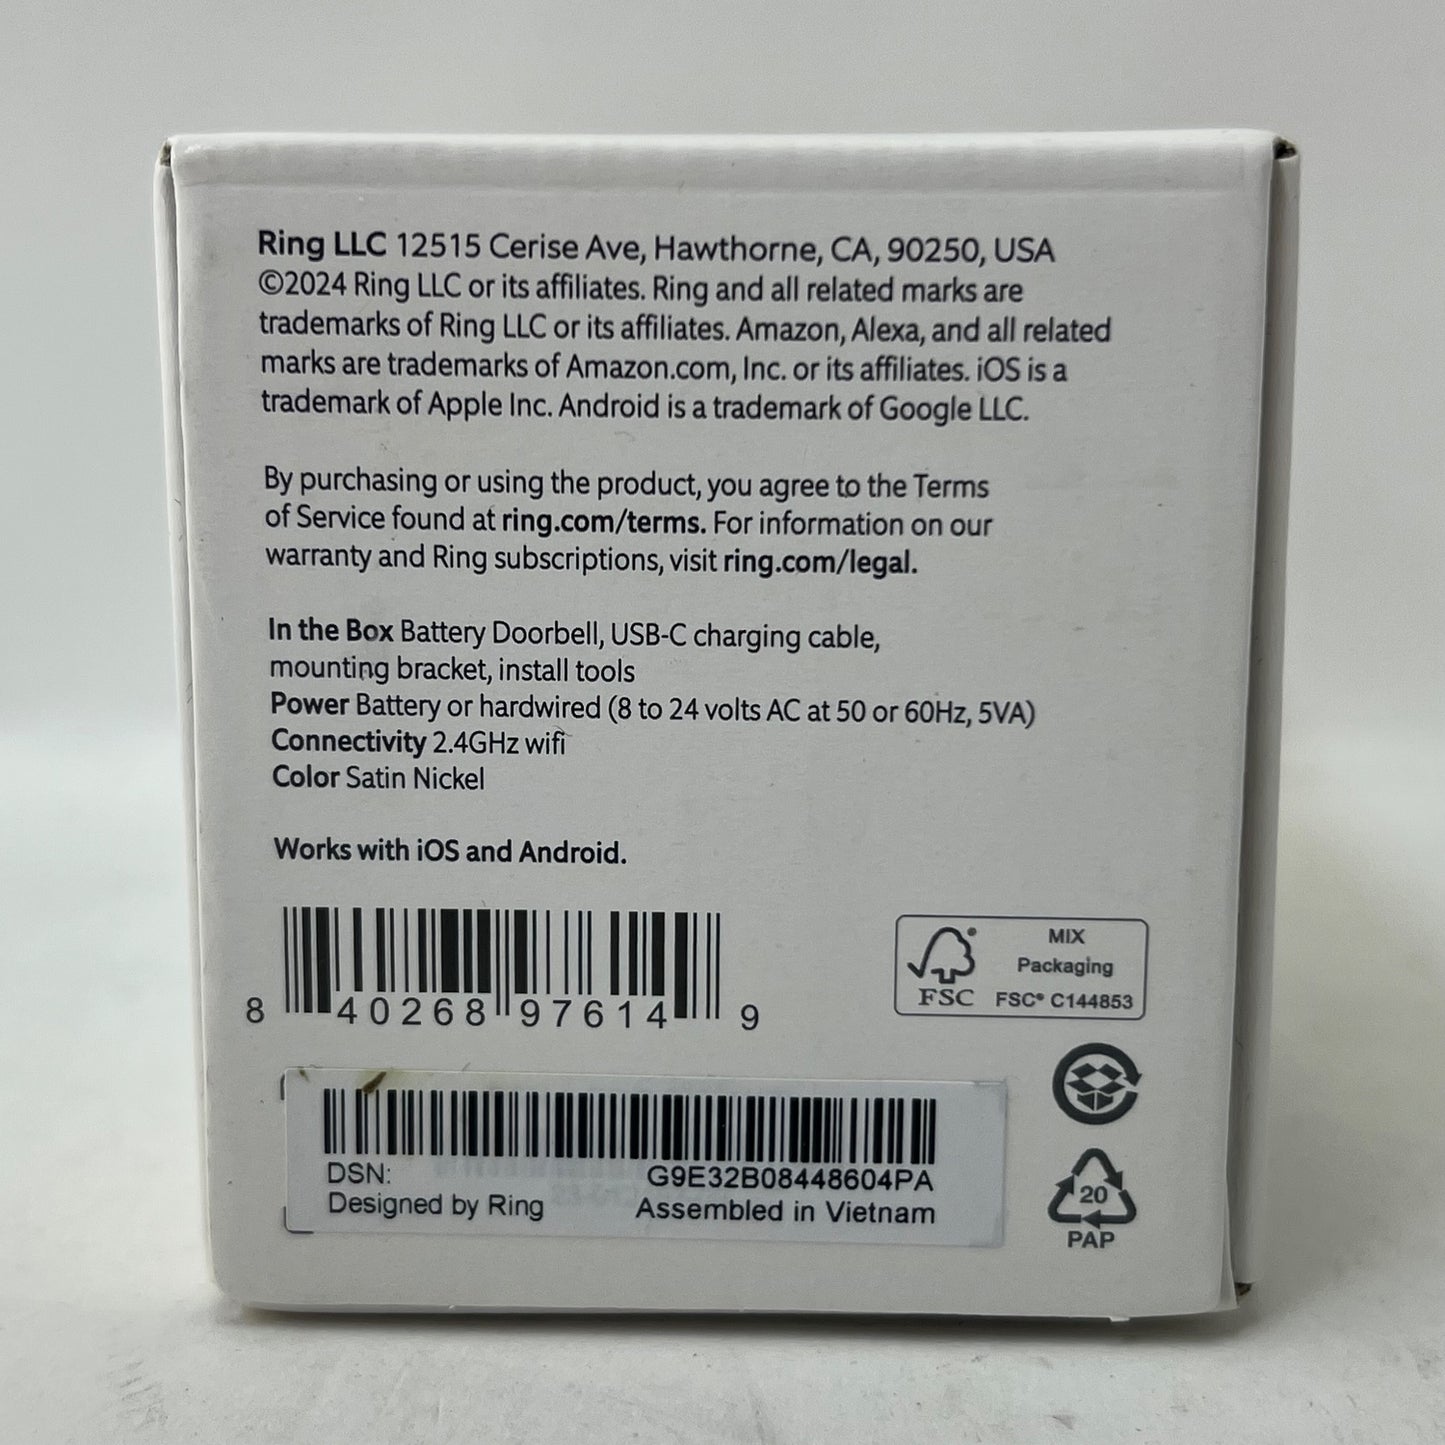 Ring LLC 12515 Cerise Ave, Hawthorne, CA, 90250, USA
©2024 Ring LLC or its affiliates. Ring and all related marks are
trademarks of Ring LLC or its affiliates. Amazon, Alexa, and all related
marks are trademarks of Amazon.com, Inc. or its affiliates. iOS is a
trademark of Apple Inc. Android is a trademark of Google LLC.
By purchasing or using the product, you agree to the Terms
of Service found at ring.com/terms. For information on our
warranty and Ring subscriptions, visit ring.com/legal.
In the Box Battery Doorbell, USB-C charging cable,
mounting bracket, install tools
Power Battery or hardwired (8 to 24 volts AC at 50 or 60Hz, 5VA)
Connectivity 2.4GHz wifi
Color Satin Nickel
Works with iOS and Android.
8 40268 97614 9
MIX
Packaging
FSC FSC® C144853
DSN: G9E32B08448604PA
Designed by Ring Assembled in Vietnam
20
PAP